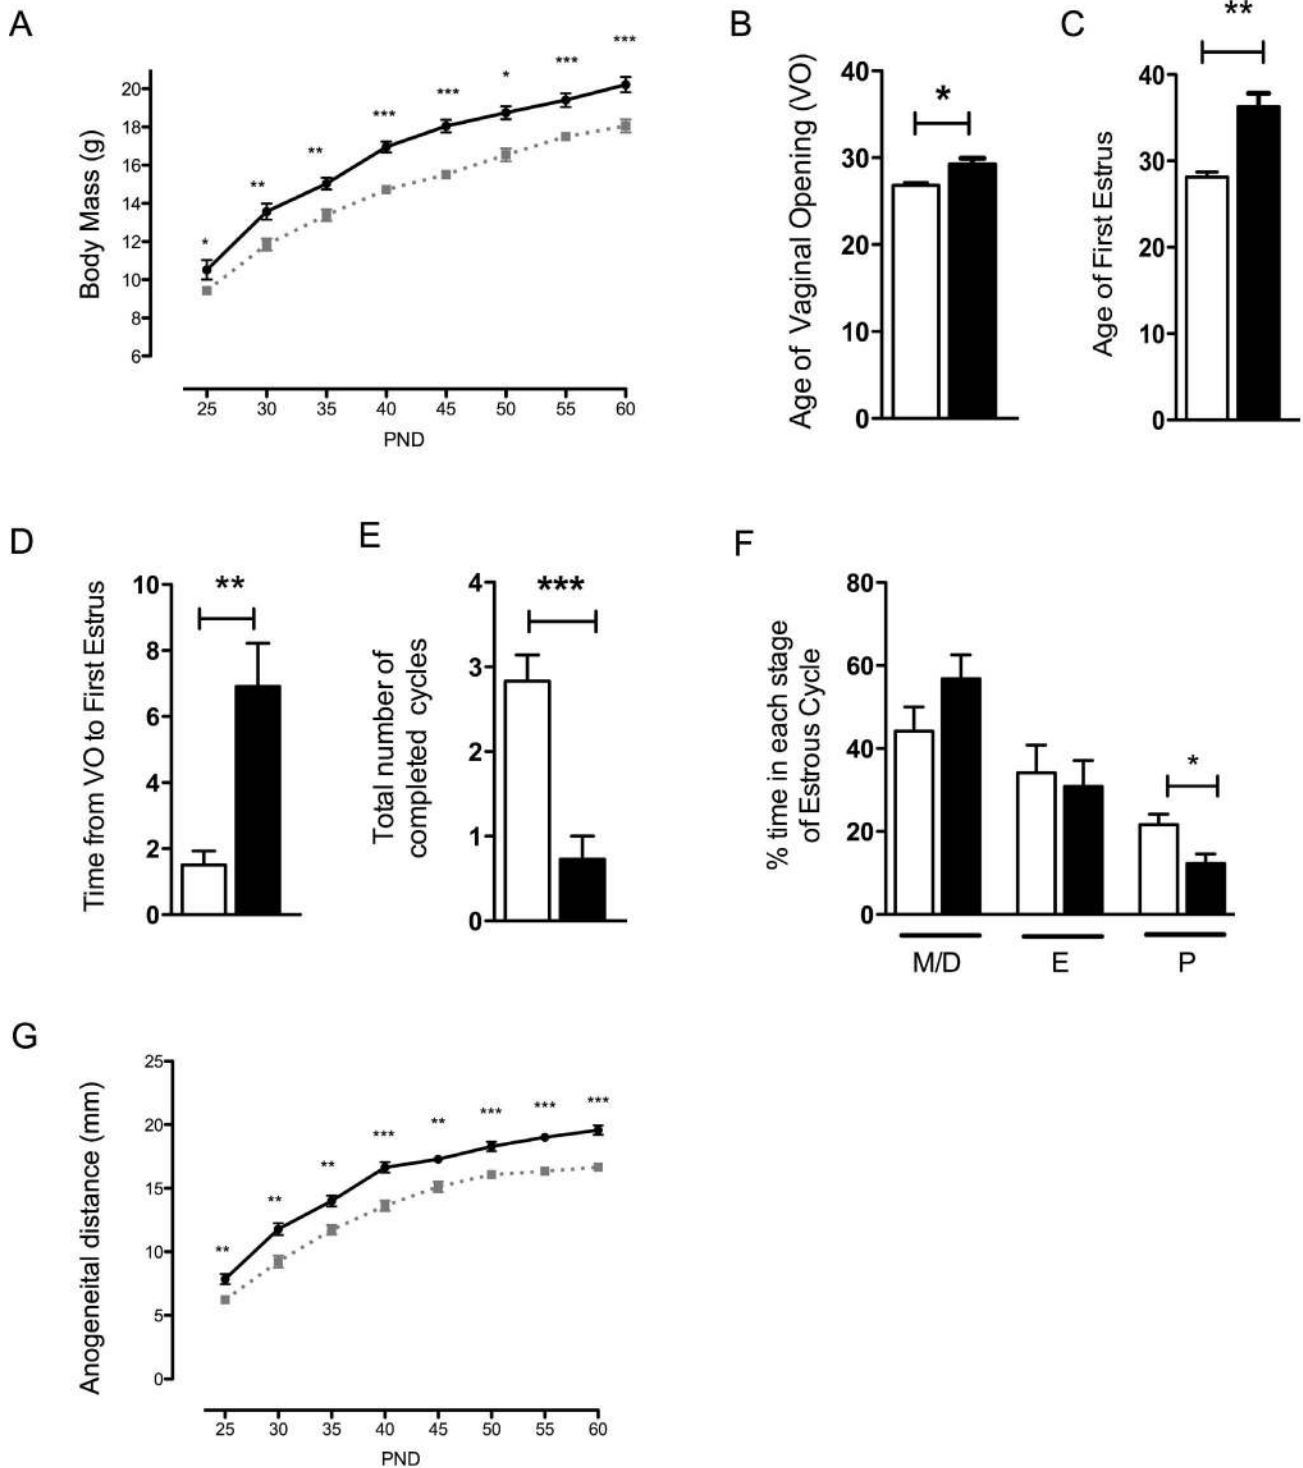 A
Body Mass (g)
20
18
16
14
12
10
8
6
*
**
**
***
***
*
***
***
25 30 35 40 45 50 55 60
PND
B
Age of Vaginal Opening (VO)
40
30
20
10
0
*
C
Age of First Estrus
40
30
20
10
0
**
D
Time from VO to First Estrus
10
8
6
4
2
0
**
E
Total number of
completed cycles
4
3
2
1
0
***
F
% time in each stage
of Estrous Cycle
80
60
40
20
0
*
M/D E P
G
Anogeneital distance (mm)
25
20
15
10
5
0
**
**
**
***
**
***
***
***
25 30 35 40 45 50 55 60
PND